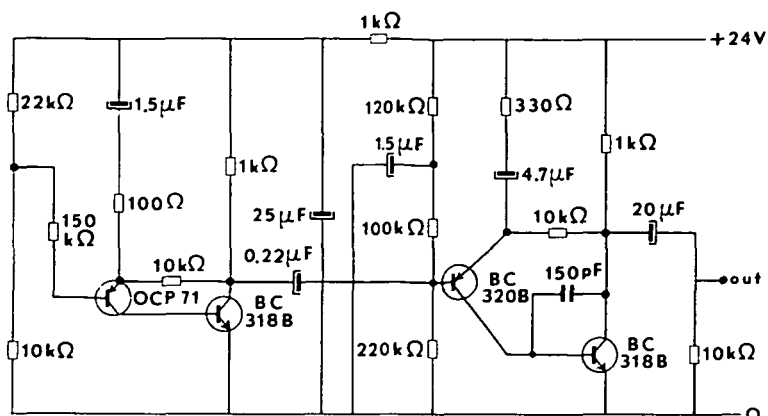 1kΩ
+24V
22kΩ
1.5μF
120kΩ
330Ω
1.5μF
1kΩ
1kΩ
4.7μF
150
kΩ
100Ω
25μF
100kΩ
10kΩ
20μF
0.22μF
10kΩ
150pF
out
OCP 71
BC
318B
BC
320B
10kΩ
220kΩ
BC
318B
10kΩ
0